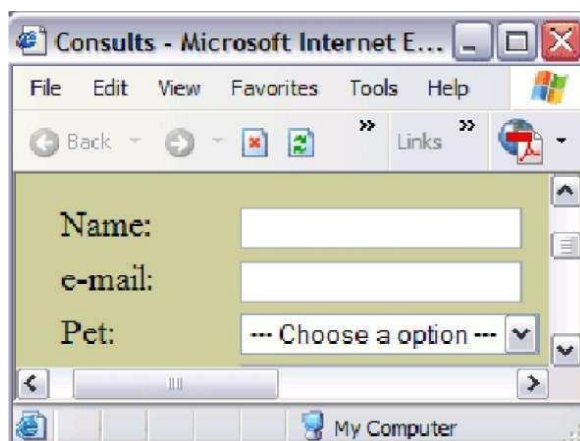 Consults - Microsoft Internet E...
File Edit View Favorites Tools Help
Back » Links »
Name:
e-mail:
Pet: --- Choose a option ---
My Computer